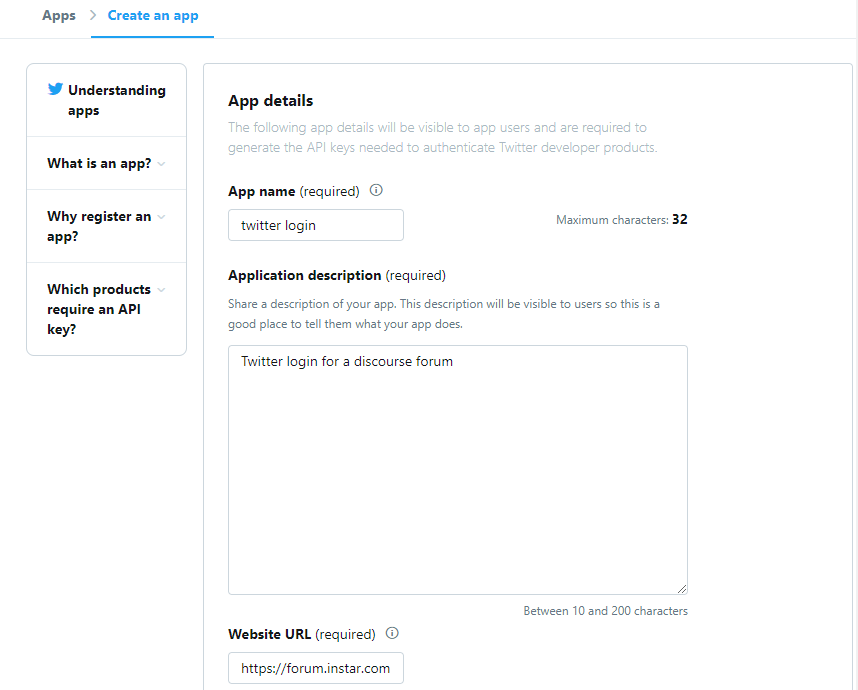 Apps > Create an app
Understanding
apps
What is an app?
Why register an
app?
Which products
require an API
key?
App details
The following app details will be visible to app users and are required to
generate the API keys needed to authenticate Twitter developer products.
App name (required)
twitter login
Maximum characters: 32
Application description (required)
Share a description of your app. This description will be visible to users so this is a
good place to tell them what your app does.
Twitter login for a discourse forum
Between 10 and 200 characters
Website URL (required)
https://forum.instar.com